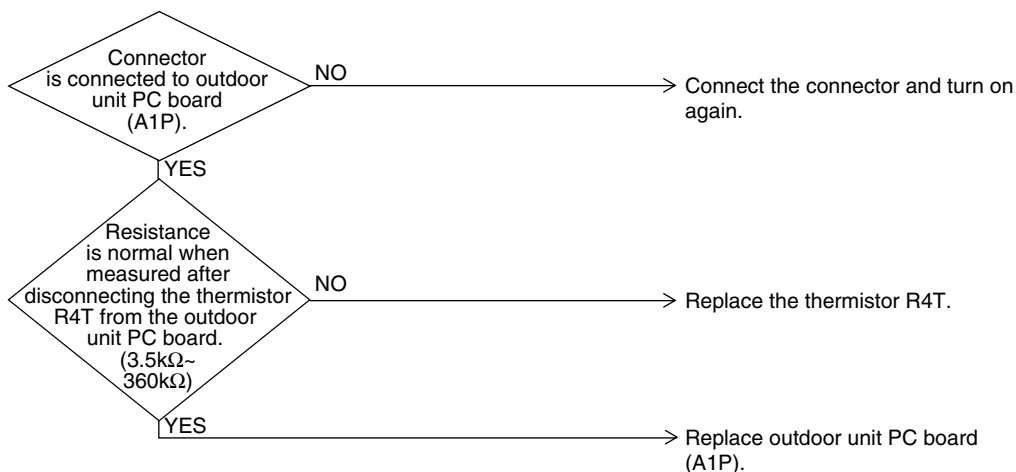 Connector
is connected to outdoor
unit PC board
(A1P).
NO
Connect the connector and turn on
again.
YES
Resistance
is normal when
measured after
disconnecting the thermistor
R4T from the outdoor
unit PC board.
(3.5kΩ~
360kΩ)
NO
Replace the thermistor R4T.
YES
Replace outdoor unit PC board
(A1P).